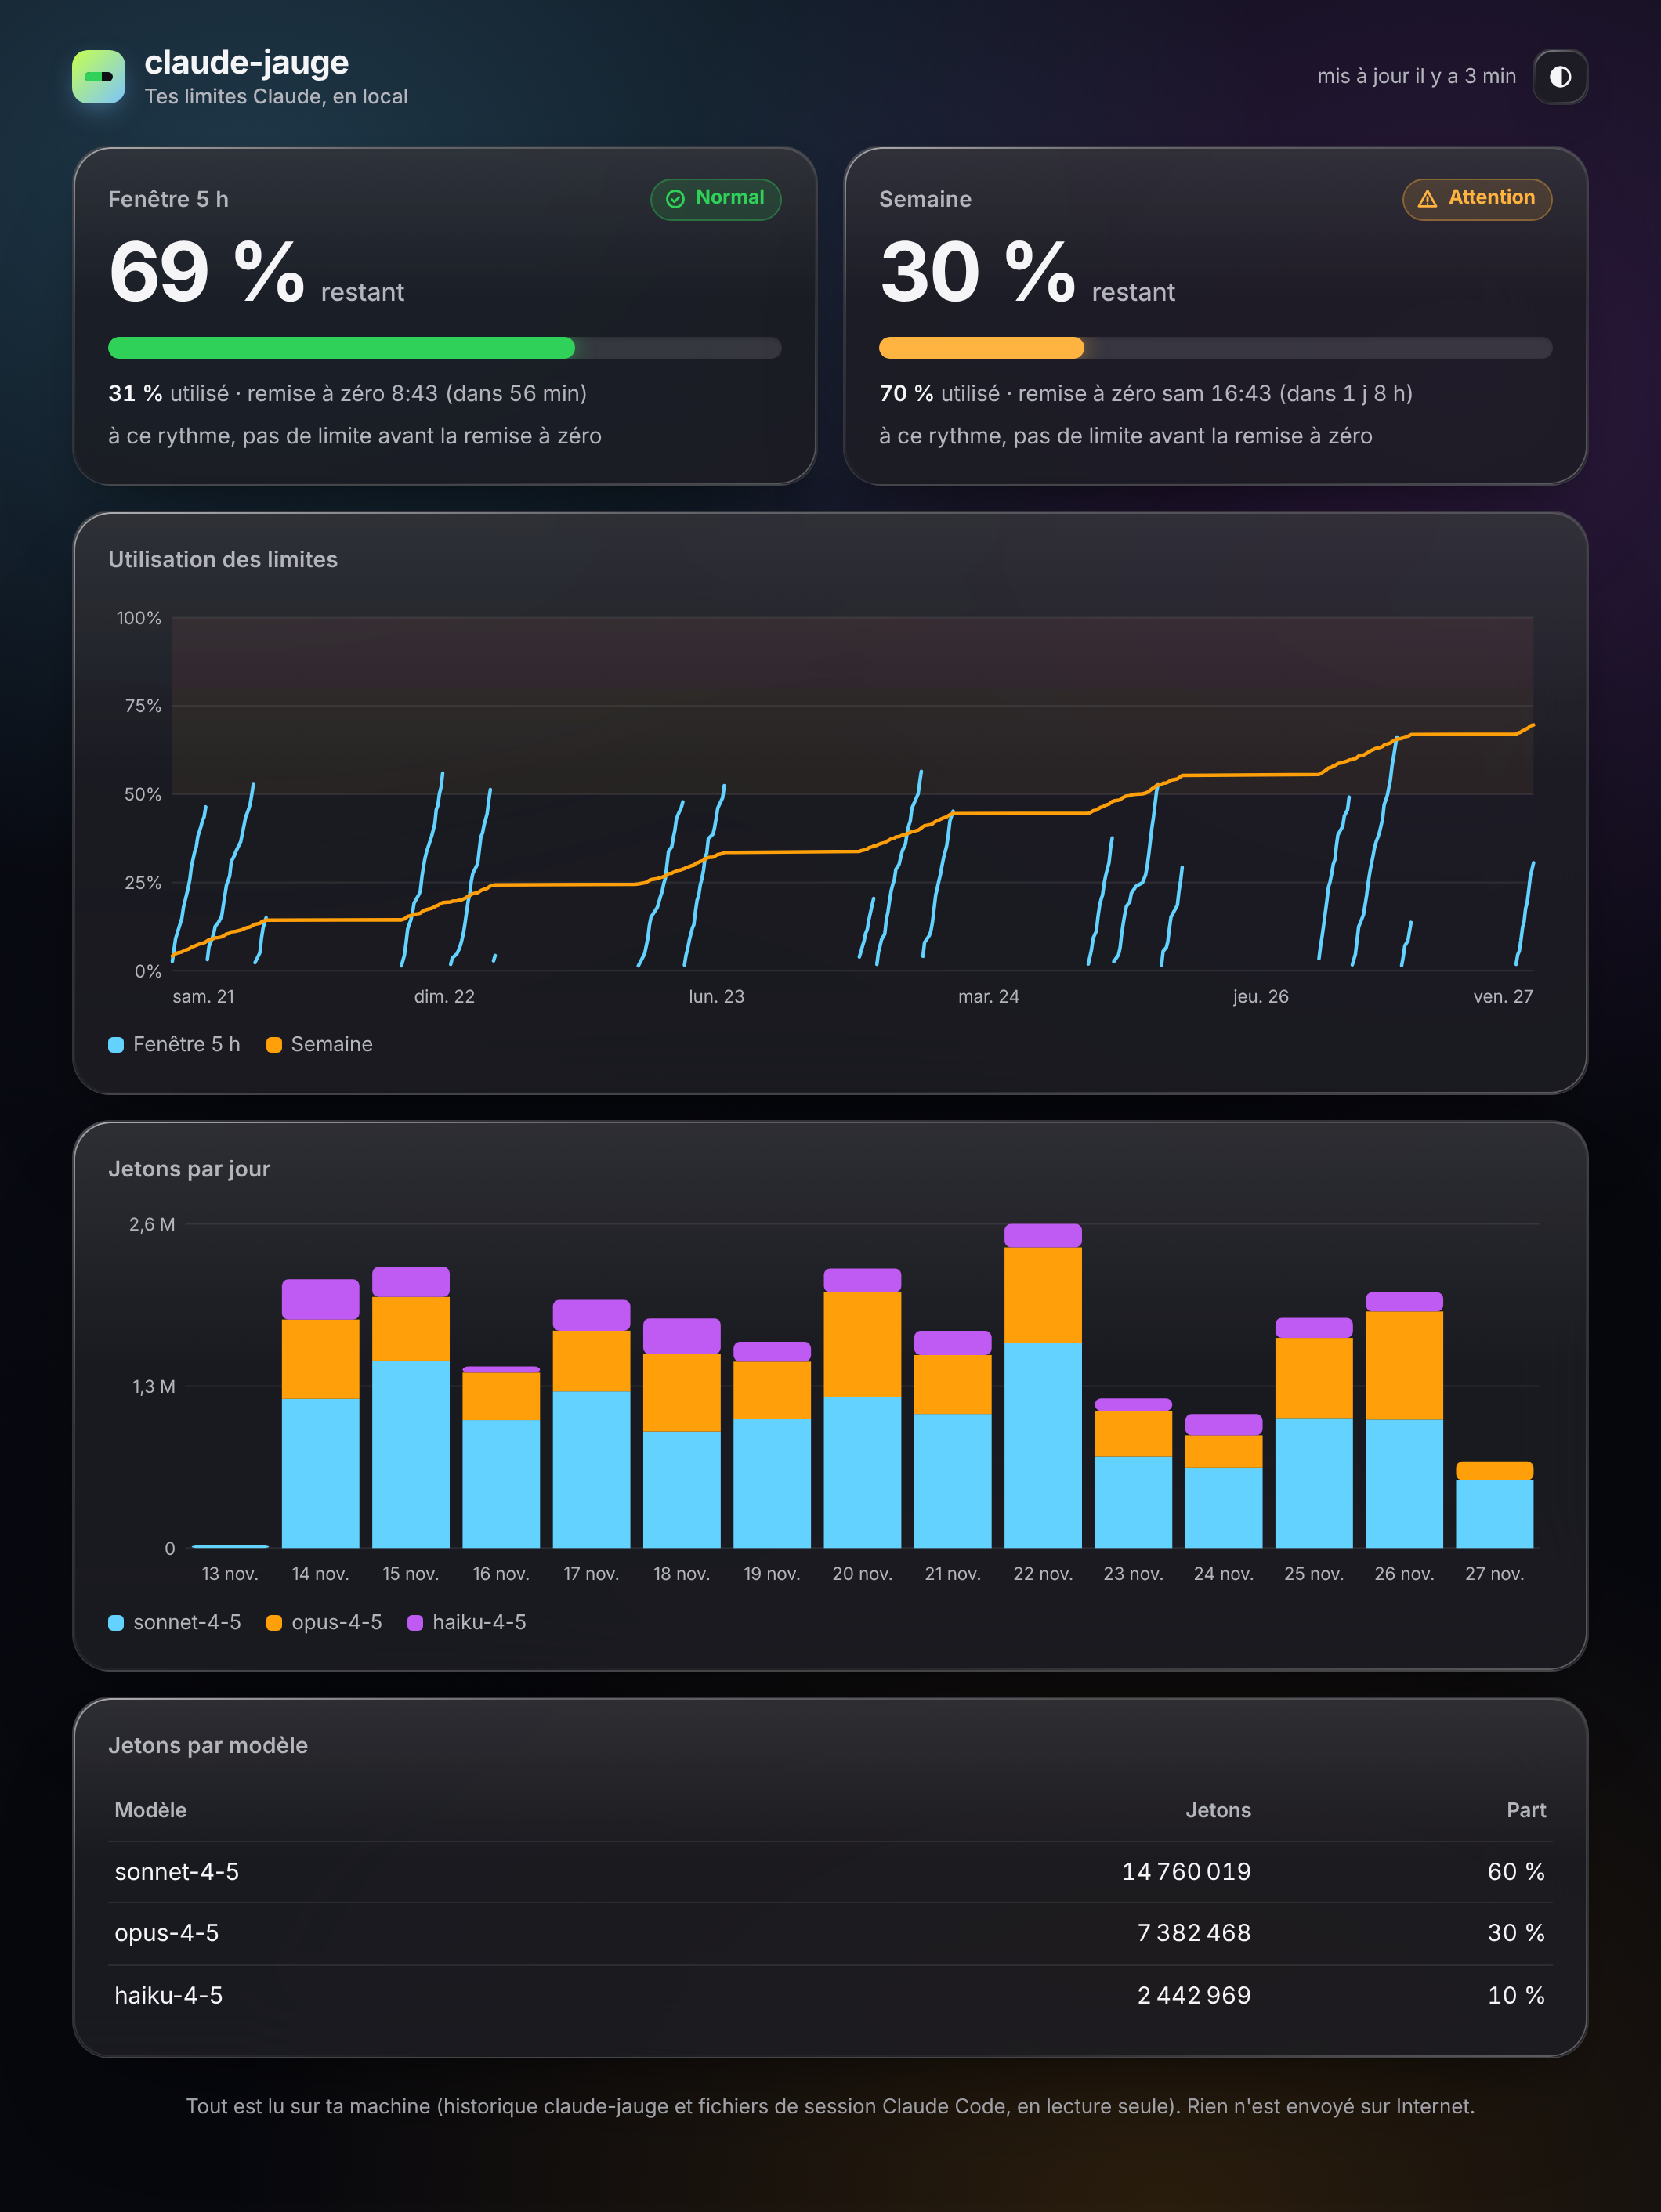 claude-jauge
Tes limites Claude, en local
mis à jour il y a 3 min
Fenêtre 5 h
Normal
69 % restant
31 % utilisé · remise à zéro 8:43 (dans 56 min)
à ce rythme, pas de limite avant la remise à zéro
Semaine
Attention
30 % restant
70 % utilisé · remise à zéro sam 16:43 (dans 1 j 8 h)
à ce rythme, pas de limite avant la remise à zéro
Utilisation des limites
100%
75%
50%
25%
0%
sam. 21 dim. 22 lun. 23 mar. 24 jeu. 26 ven. 27
Fenêtre 5 h Semaine
Jetons par jour
2,6 M
1,3 M
0
13 nov. 14 nov. 15 nov. 16 nov. 17 nov. 18 nov. 19 nov. 20 nov. 21 nov. 22 nov. 23 nov. 24 nov. 25 nov. 26 nov. 27 nov.
sonnet-4-5 opus-4-5 haiku-4-5
Jetons par modèle
Modèle Jetons Part
sonnet-4-5 14 760 019 60 %
opus-4-5 7 382 468 30 %
haiku-4-5 2 442 969 10 %
Tout est lu sur ta machine (historique claude-jauge et fichiers de session Claude Code, en lecture seule). Rien n'est envoyé sur Internet.